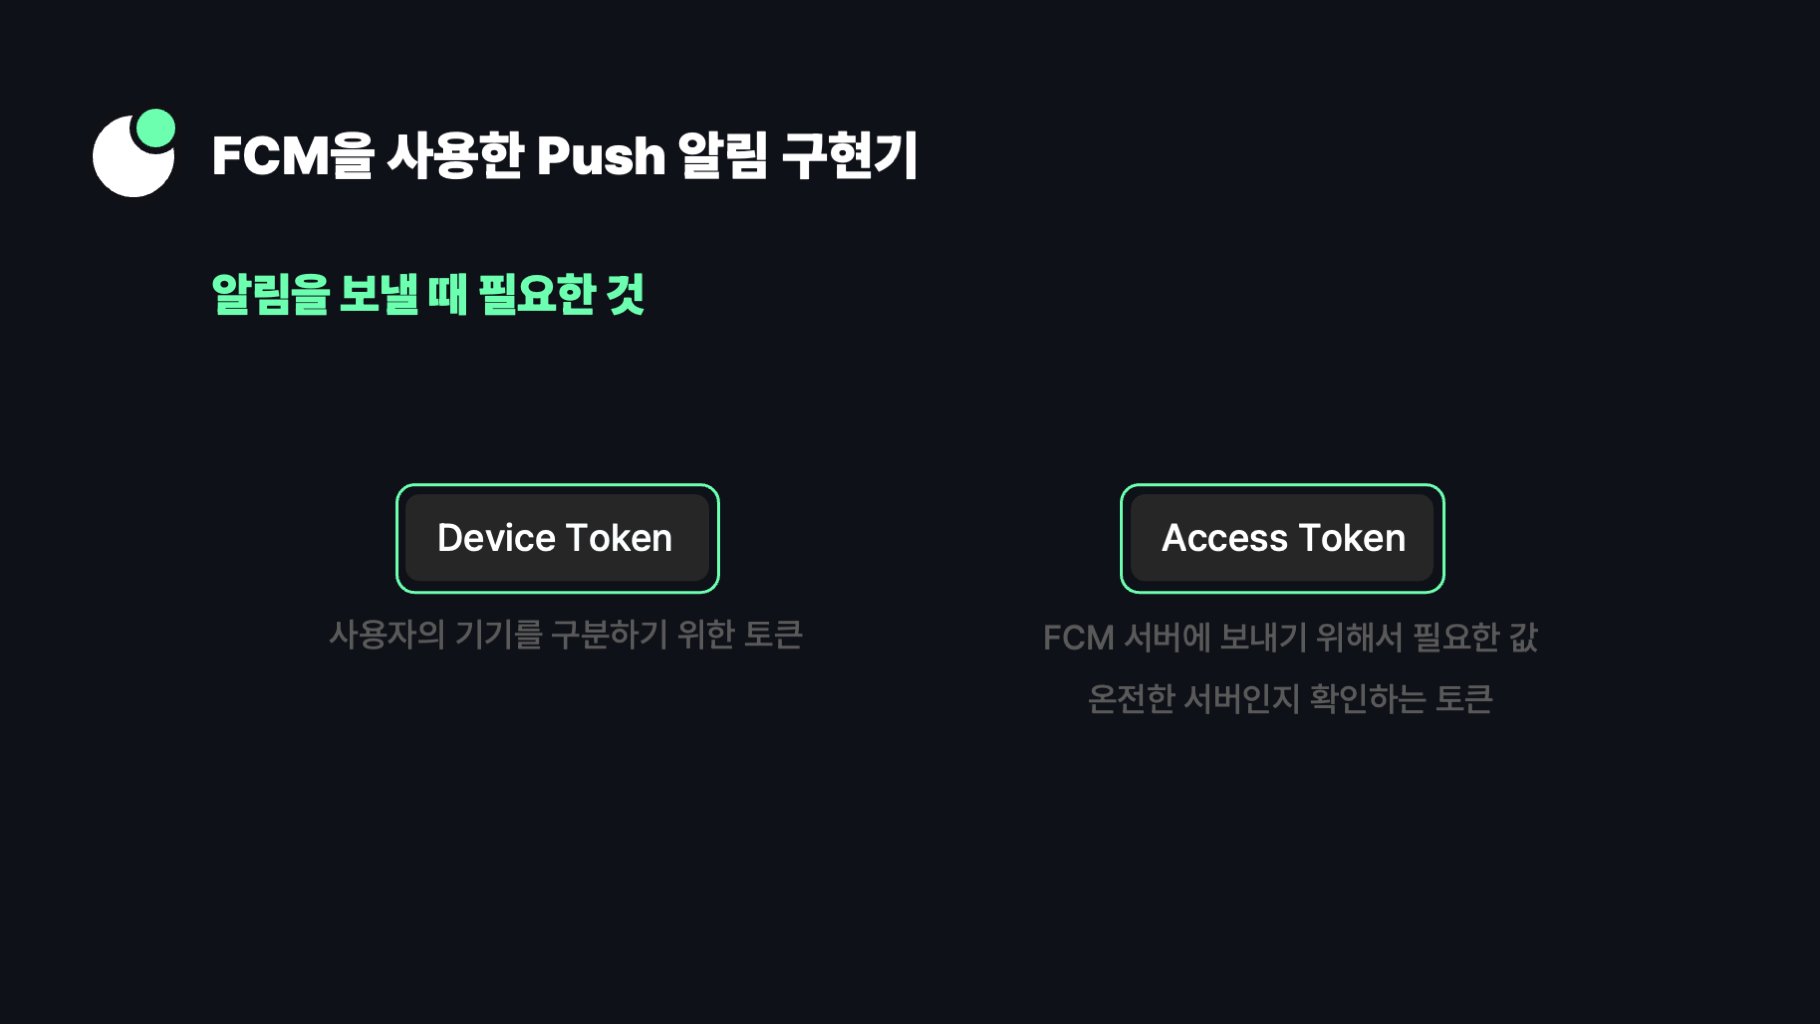 FCM을 사용한 Push 알림 구현기
알림을 보낼 때 필요한 것
Device Token
사용자의 기기를 구분하기 위한 토큰
Access Token
FCM 서버에 보내기 위해서 필요한 값
온전한 서버인지 확인하는 토큰